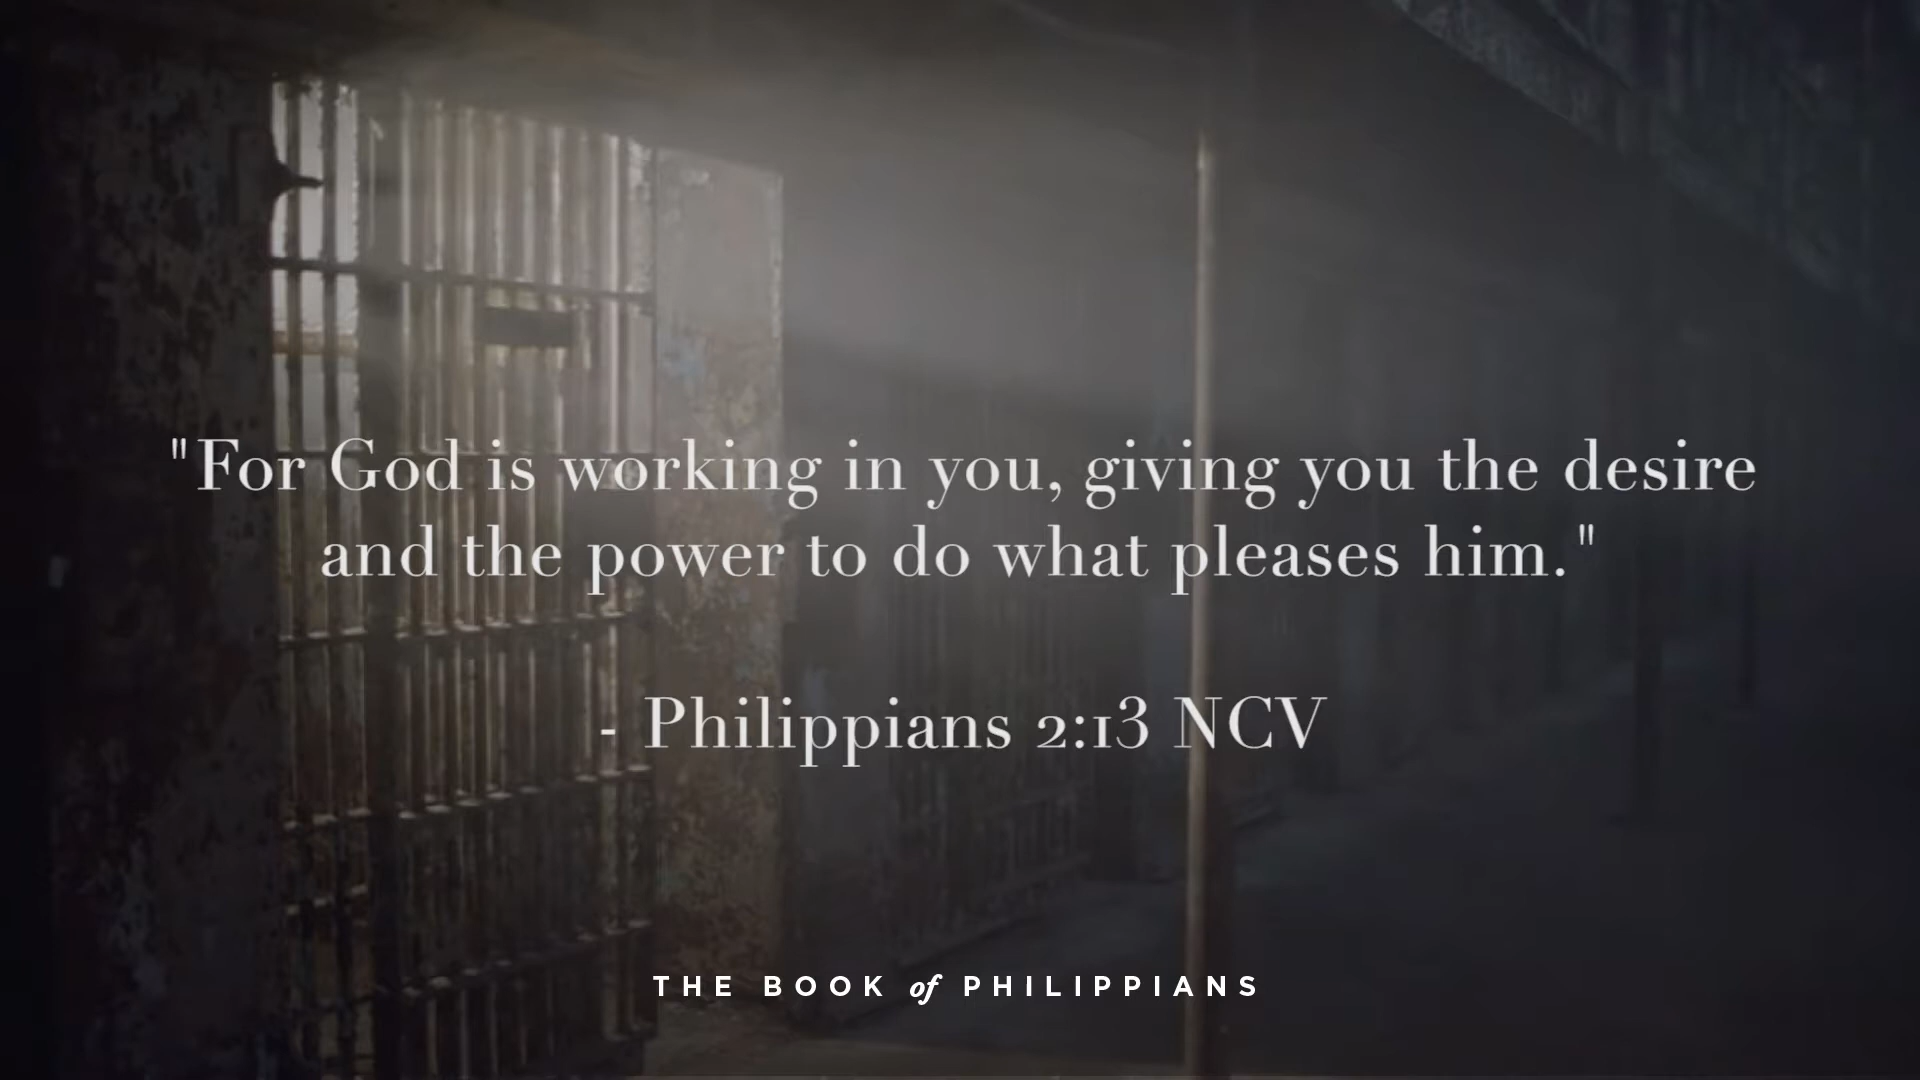 "For God is working in you, giving you the desire
and the power to do what pleases him."
- Philippians 2:13 NCV
THE BOOK of PHILIPPIANS